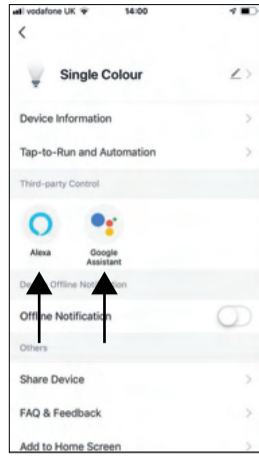 vodafone UK 14:00
Single Colour
Device Information
Tap-to-Run and Automation
Third-party Control
Alexa Google
Assistant
Device Offline Notification
Offline Notification
Others
Share Device
FAQ & Feedback
Add to Home Screen